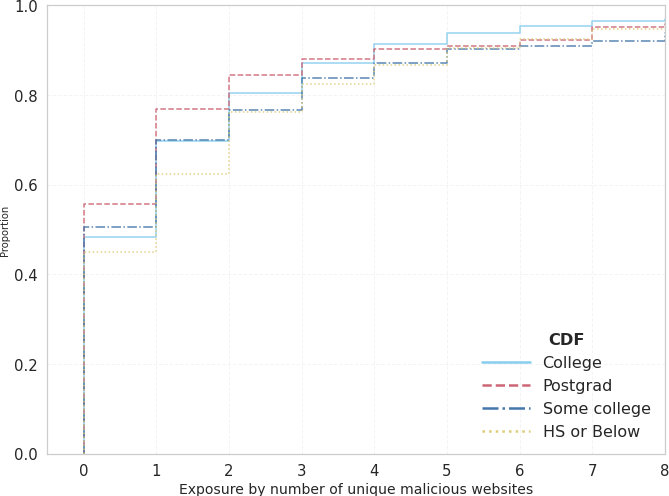 1.0
0.8
0.6
0.4
0.2
0.0
Proportion
CDF
College
Postgrad
Some college
HS or Below
0 1 2 3 4 5 6 7 8
Exposure by number of unique malicious websites